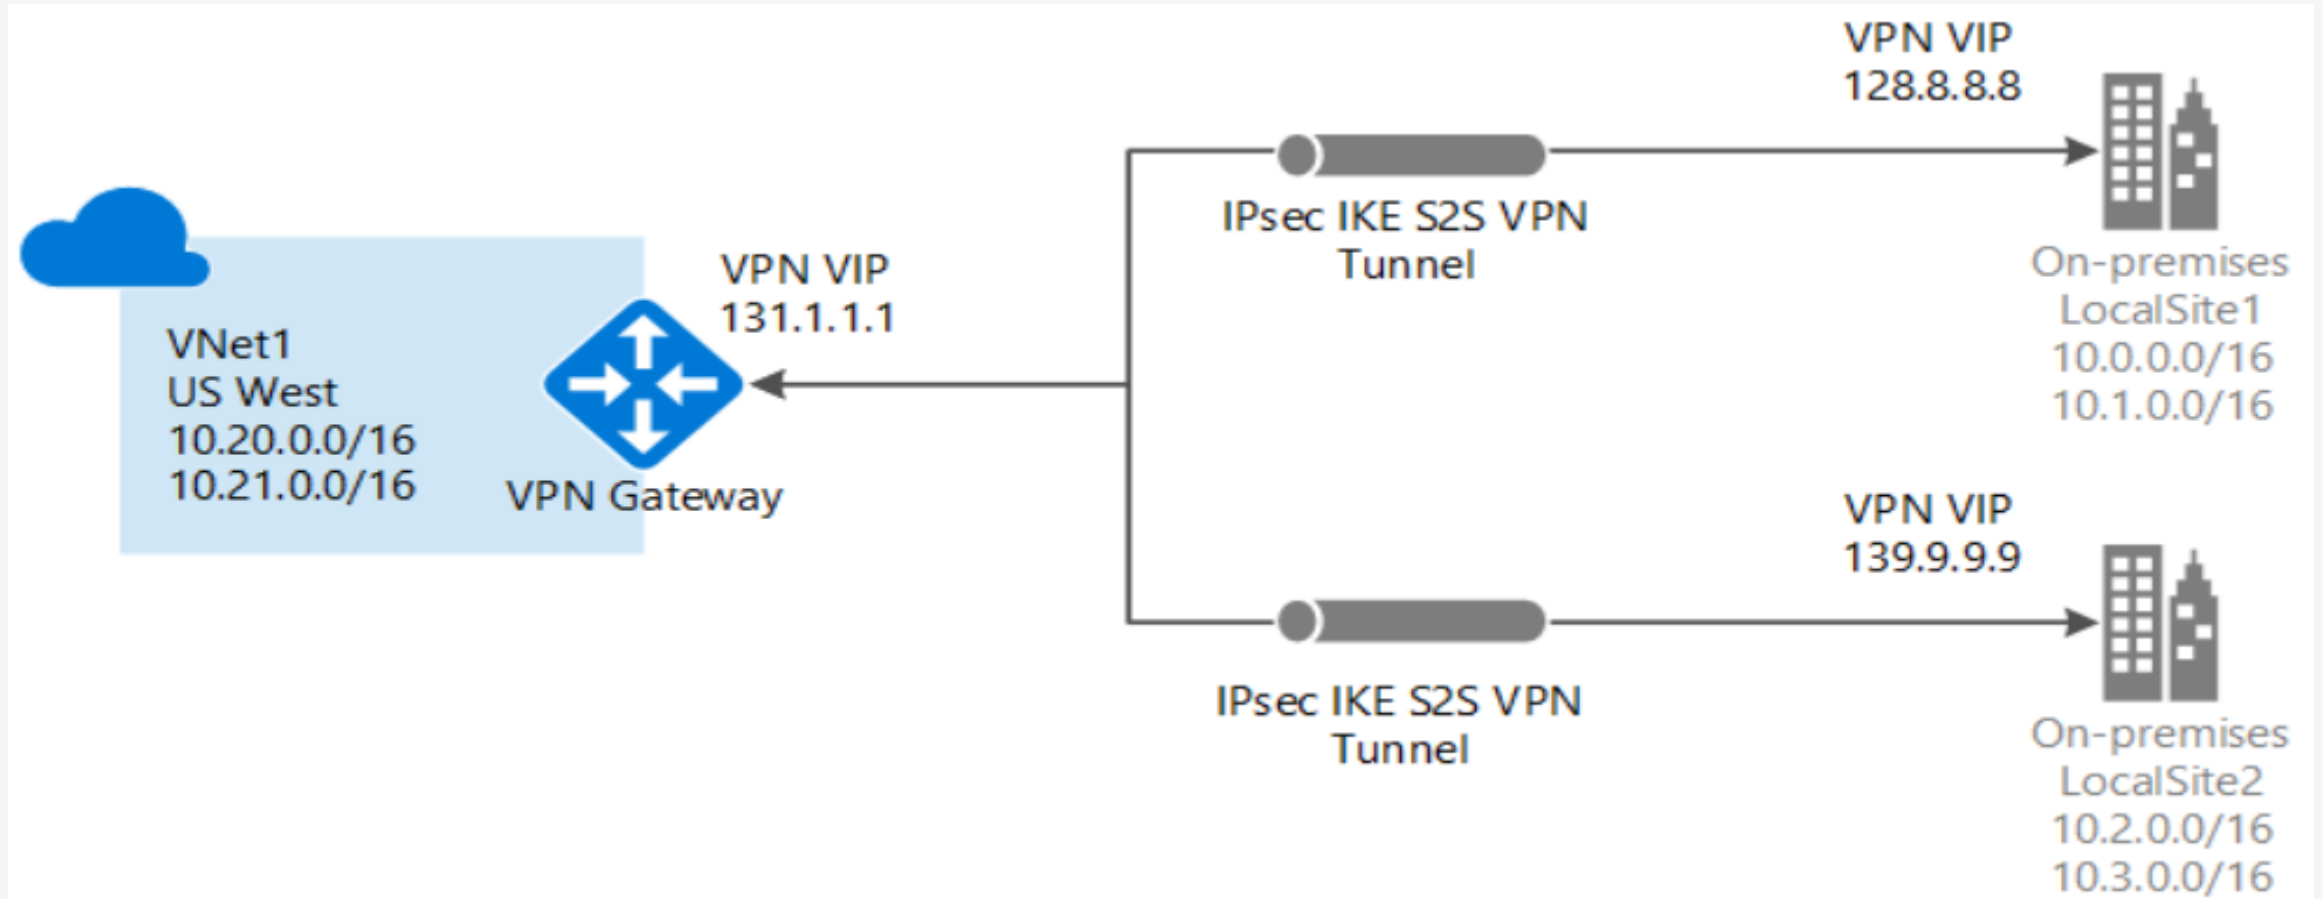 VPN VIP
128.8.8.8
IPsec IKE S2S VPN
Tunnel
On-premises
LocalSite1
10.0.0.0/16
10.1.0.0/16
VPN VIP
131.1.1.1
VNet1
US West
10.20.0.0/16
10.21.0.0/16
VPN Gateway
VPN VIP
139.9.9.9
IPsec IKE S2S VPN
Tunnel
On-premises
LocalSite2
10.2.0.0/16
10.3.0.0/16